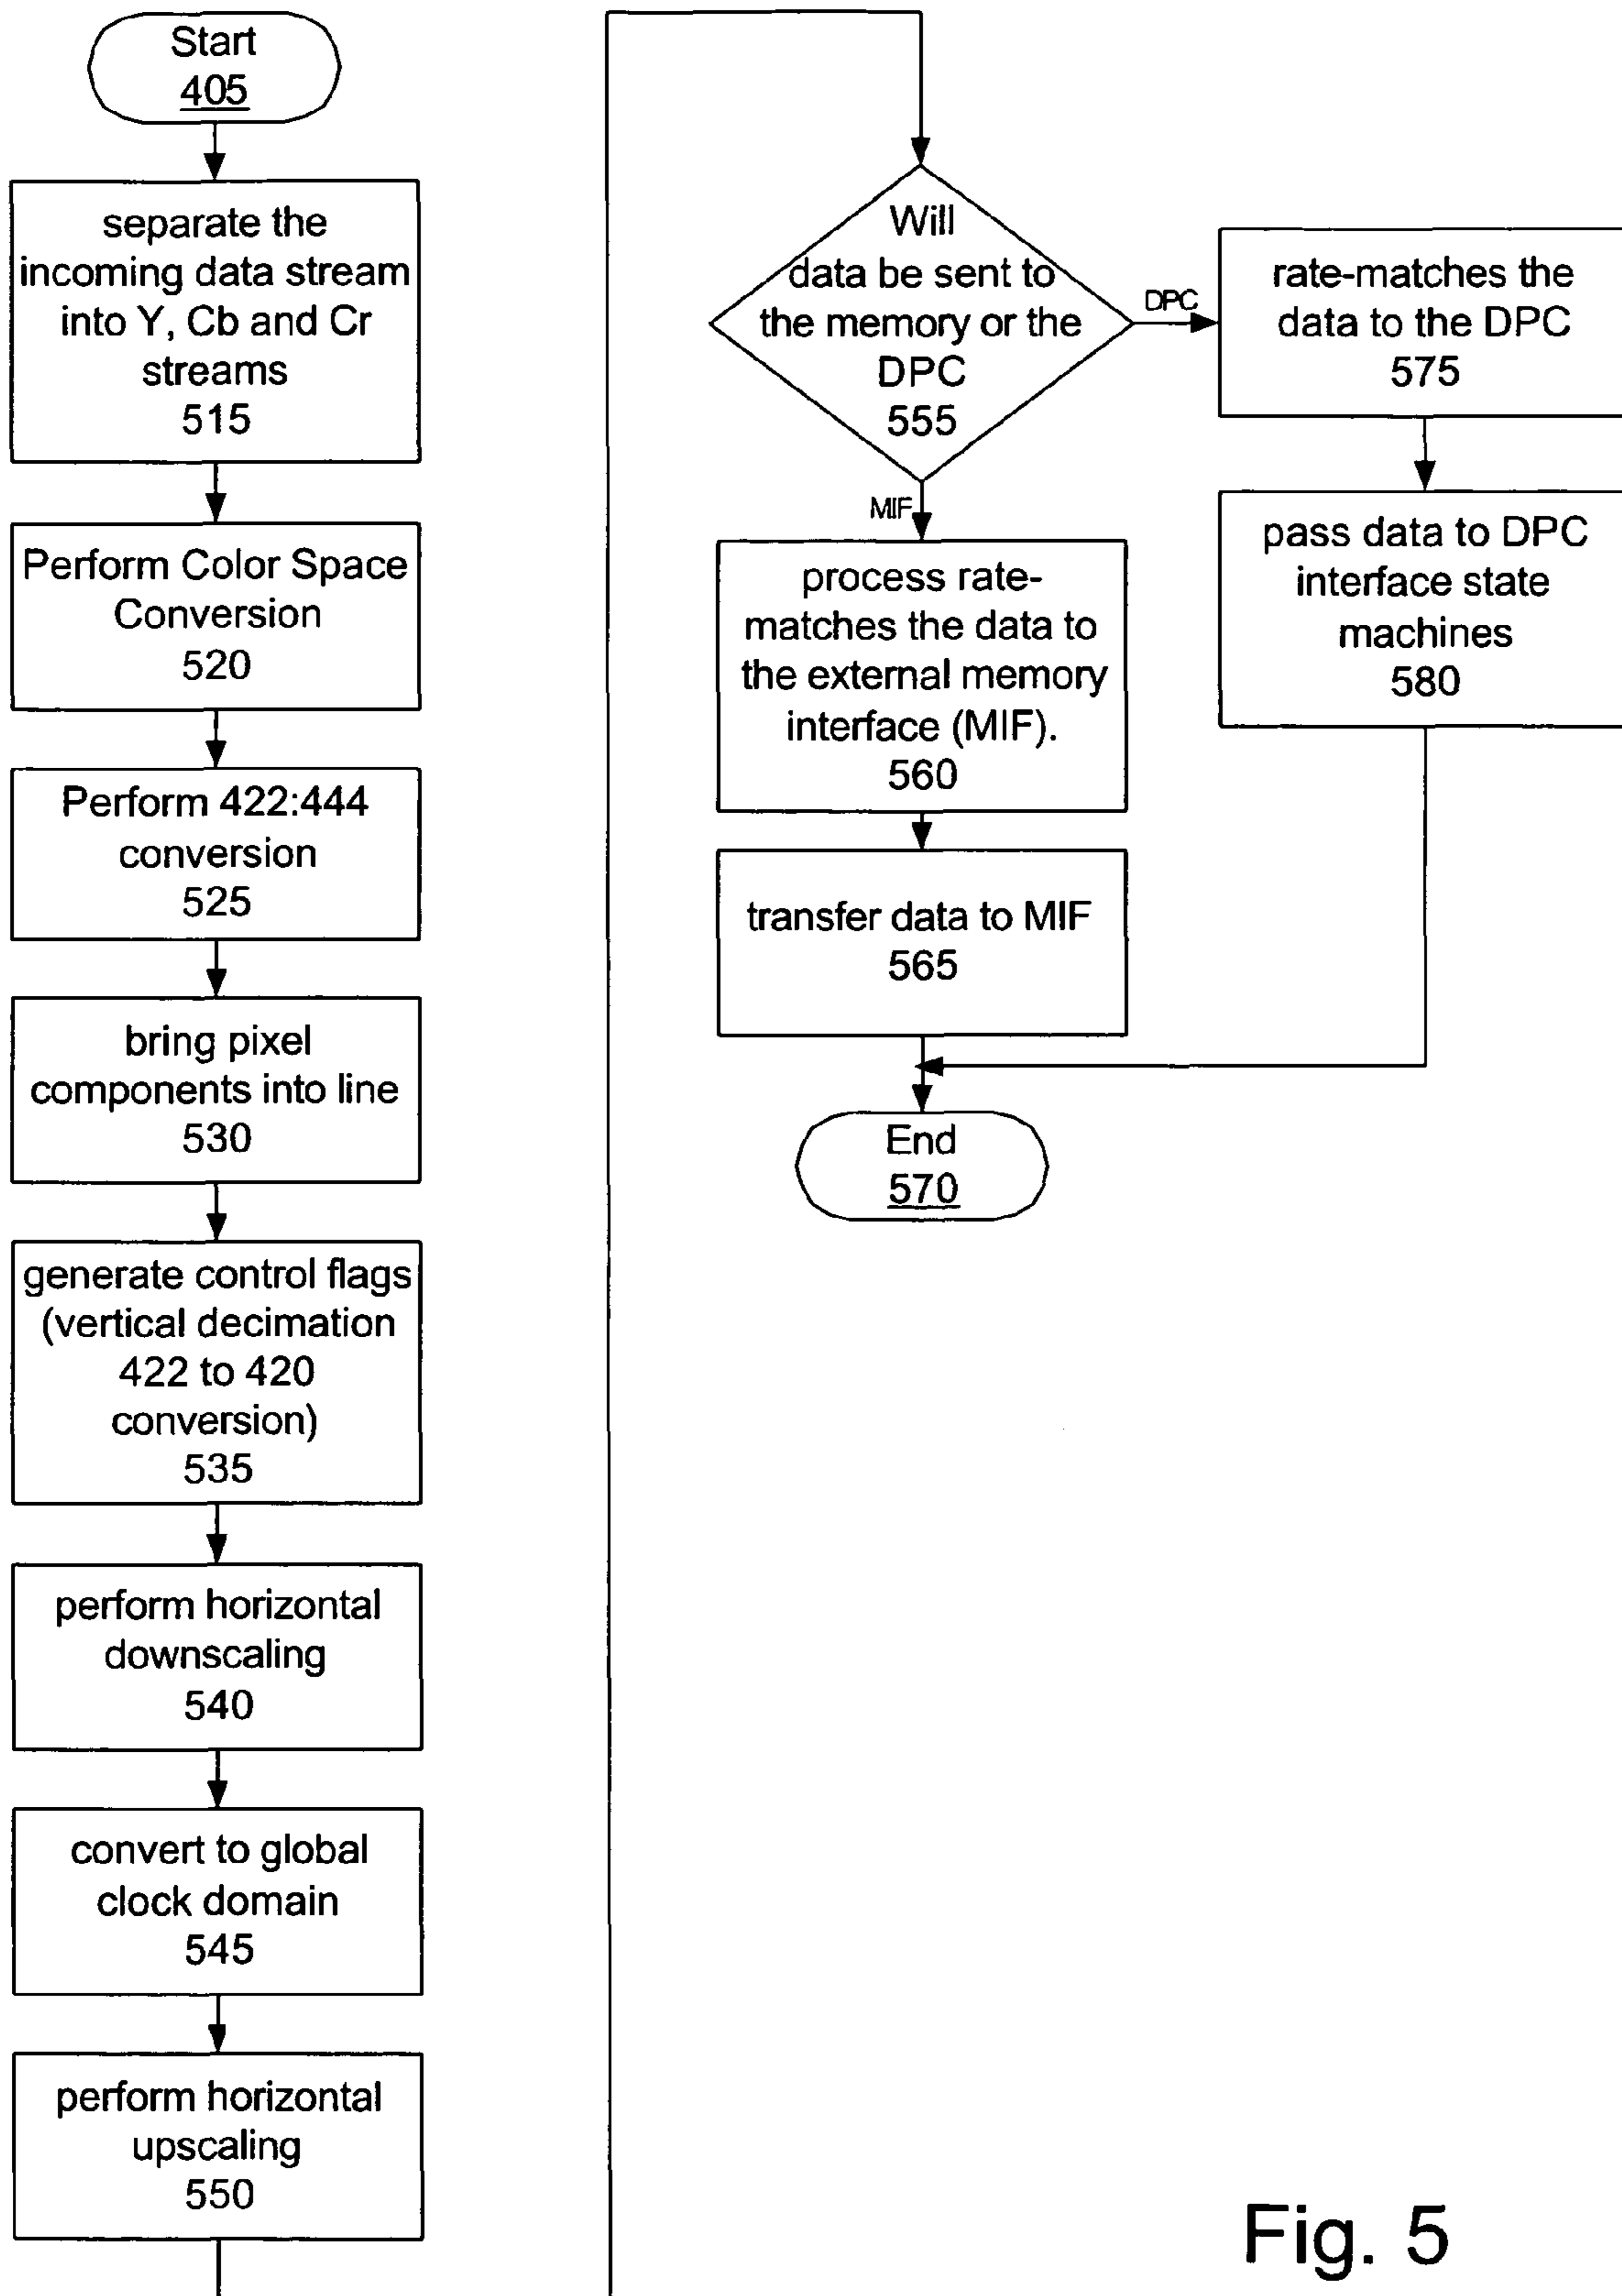 Start
405
separate the
incoming data stream
into Y, Cb and Cr
streams
515
Perform Color Space
Conversion
520
Perform 422:444
conversion
525
bring pixel
components into line
530
generate control flags
(vertical decimation
422 to 420
conversion)
535
perform horizontal
downscaling
540
convert to global
clock domain
545
perform horizontal
upscaling
550
Will
data be sent to
the memory or the
DPC
555
DPC
MIF
process rate-
matches the data to
the external memory
interface (MIF).
560
transfer data to MIF
565
End
570
rate-matches the
data to the DPC
575
pass data to DPC
interface state
machines
580
Fig. 5